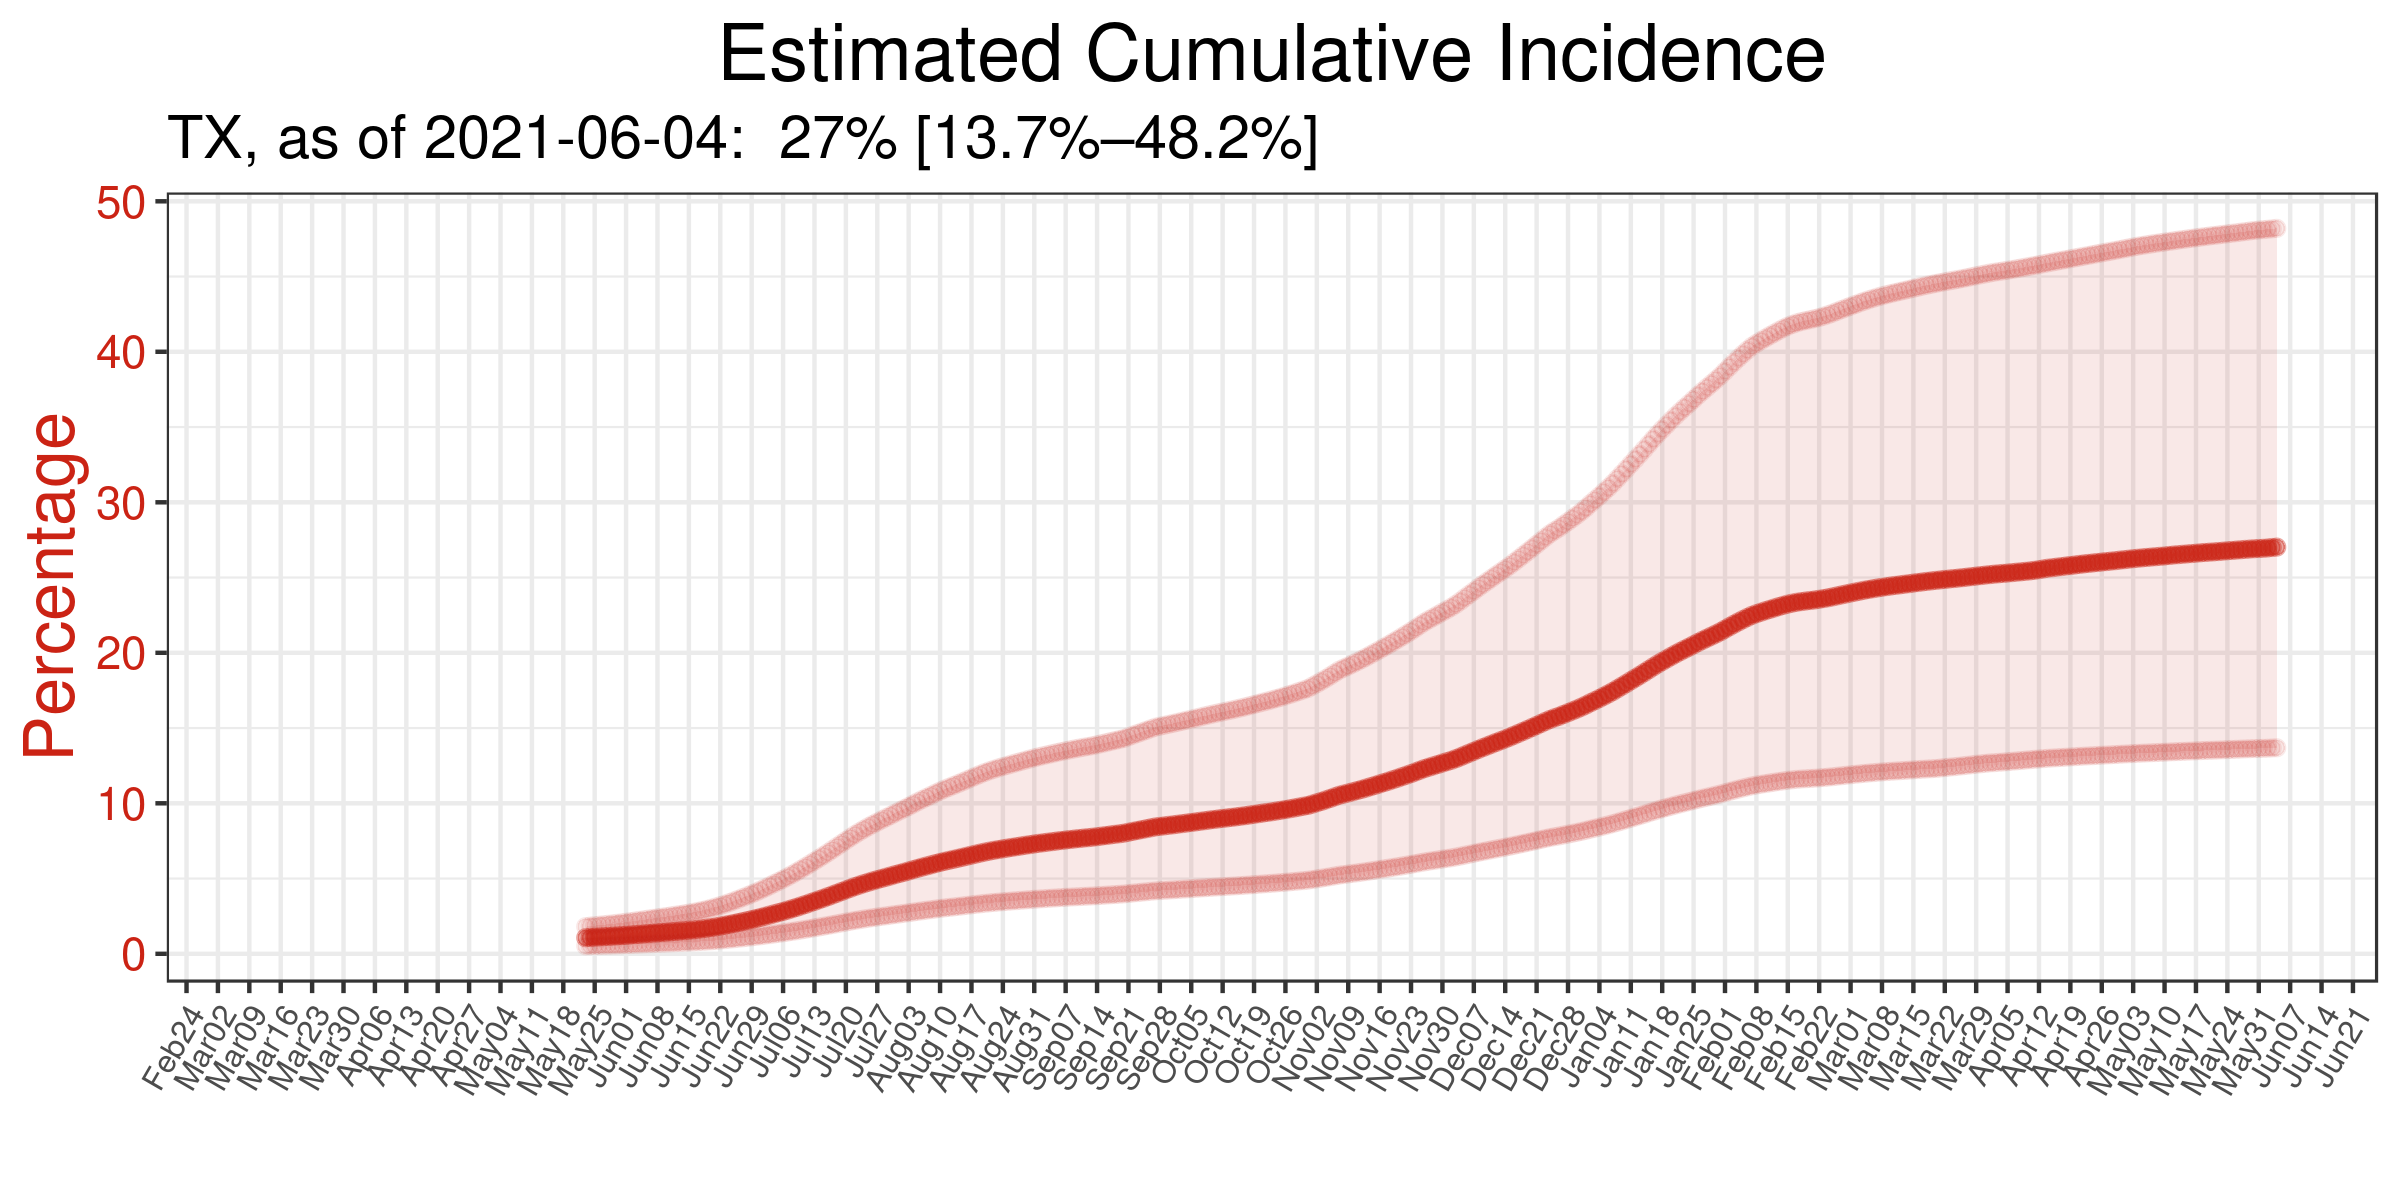 Estimated Cumulative Incidence
TX, as of 2021-06-04:  27% [13.7%–48.2%]
Percentage
50
40
30
20
10
0
Feb24
Mar02
Mar09
Mar16
Mar23
Mar30
Apr06
Apr13
Apr20
Apr27
May04
May11
May18
May25
Jun01
Jun08
Jun15
Jun22
Jun29
Jul06
Jul13
Jul20
Jul27
Aug03
Aug10
Aug17
Aug24
Aug31
Sep07
Sep14
Sep21
Sep28
Oct05
Oct12
Oct19
Oct26
Nov02
Nov09
Nov16
Nov23
Nov30
Dec07
Dec14
Dec21
Dec28
Jan04
Jan11
Jan18
Jan25
Feb01
Feb08
Feb15
Feb22
Mar01
Mar08
Mar15
Mar22
Mar29
Apr05
Apr12
Apr19
Apr26
May03
May10
May17
May24
May31
Jun07
Jun14
Jun21